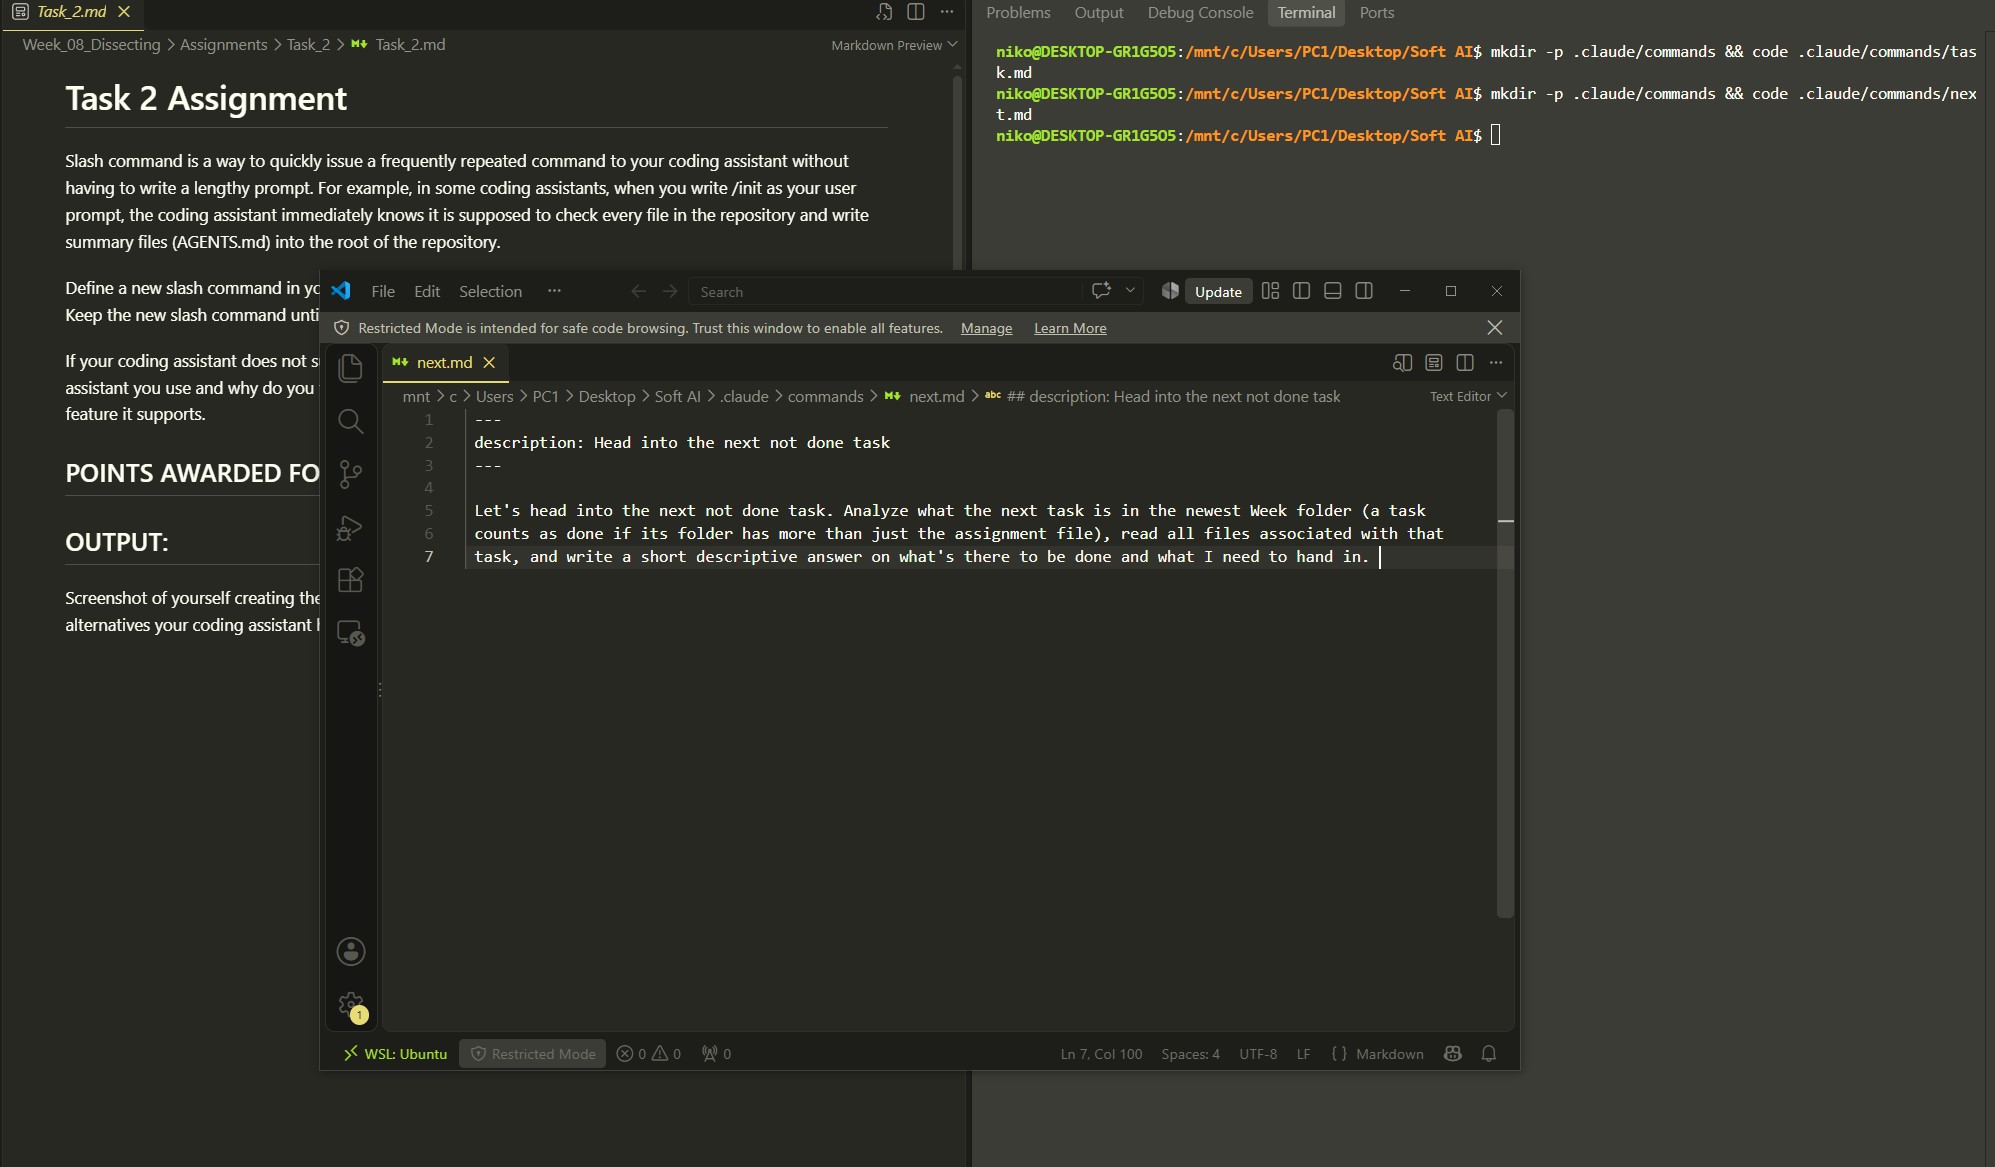 Task_2.md
Week_08_Dissecting > Assignments > Task_2 > Task_2.md
Markdown Preview
Task 2 Assignment
Slash command is a way to quickly issue a frequently repeated command to your coding assistant without
having to write a lengthy prompt. For example, in some coding assistants, when you write /init as your user
prompt, the coding assistant immediately knows it is supposed to check every file in the repository and write
summary files (AGENTS.md) into the root of the repository.
Define a new slash command in yo
Keep the new slash command unti
If your coding assistant does not s
assistant you use and why do you
feature it supports.
POINTS AWARDED FO
OUTPUT:
Screenshot of yourself creating the
alternatives your coding assistant
Problems Output Debug Console Terminal Ports
niko@DESKTOP-GR1G5O5:/mnt/c/Users/PC1/Desktop/Soft AI$ mkdir -p .claude/commands && code .claude/commands/tas
k.md
niko@DESKTOP-GR1G5O5:/mnt/c/Users/PC1/Desktop/Soft AI$ mkdir -p .claude/commands && code .claude/commands/nex
t.md
niko@DESKTOP-GR1G5O5:/mnt/c/Users/PC1/Desktop/Soft AI$
File Edit Selection ··· Search Update
Restricted Mode is intended for safe code browsing. Trust this window to enable all features. Manage Learn More
next.md
mnt > c > Users > PC1 > Desktop > Soft AI > .claude > commands > next.md > abc ## description: Head into the next not done task
Text Editor
1 ---
2 description: Head into the next not done task
3 ---
4
5 Let's head into the next not done task. Analyze what the next task is in the newest Week folder (a task
6 counts as done if its folder has more than just the assignment file), read all files associated with that
7 task, and write a short descriptive answer on what's there to be done and what I need to hand in.
1
WSL: Ubuntu Restricted Mode 0 0 0 Ln 7, Col 100 Spaces: 4 UTF-8 LF {} Markdown